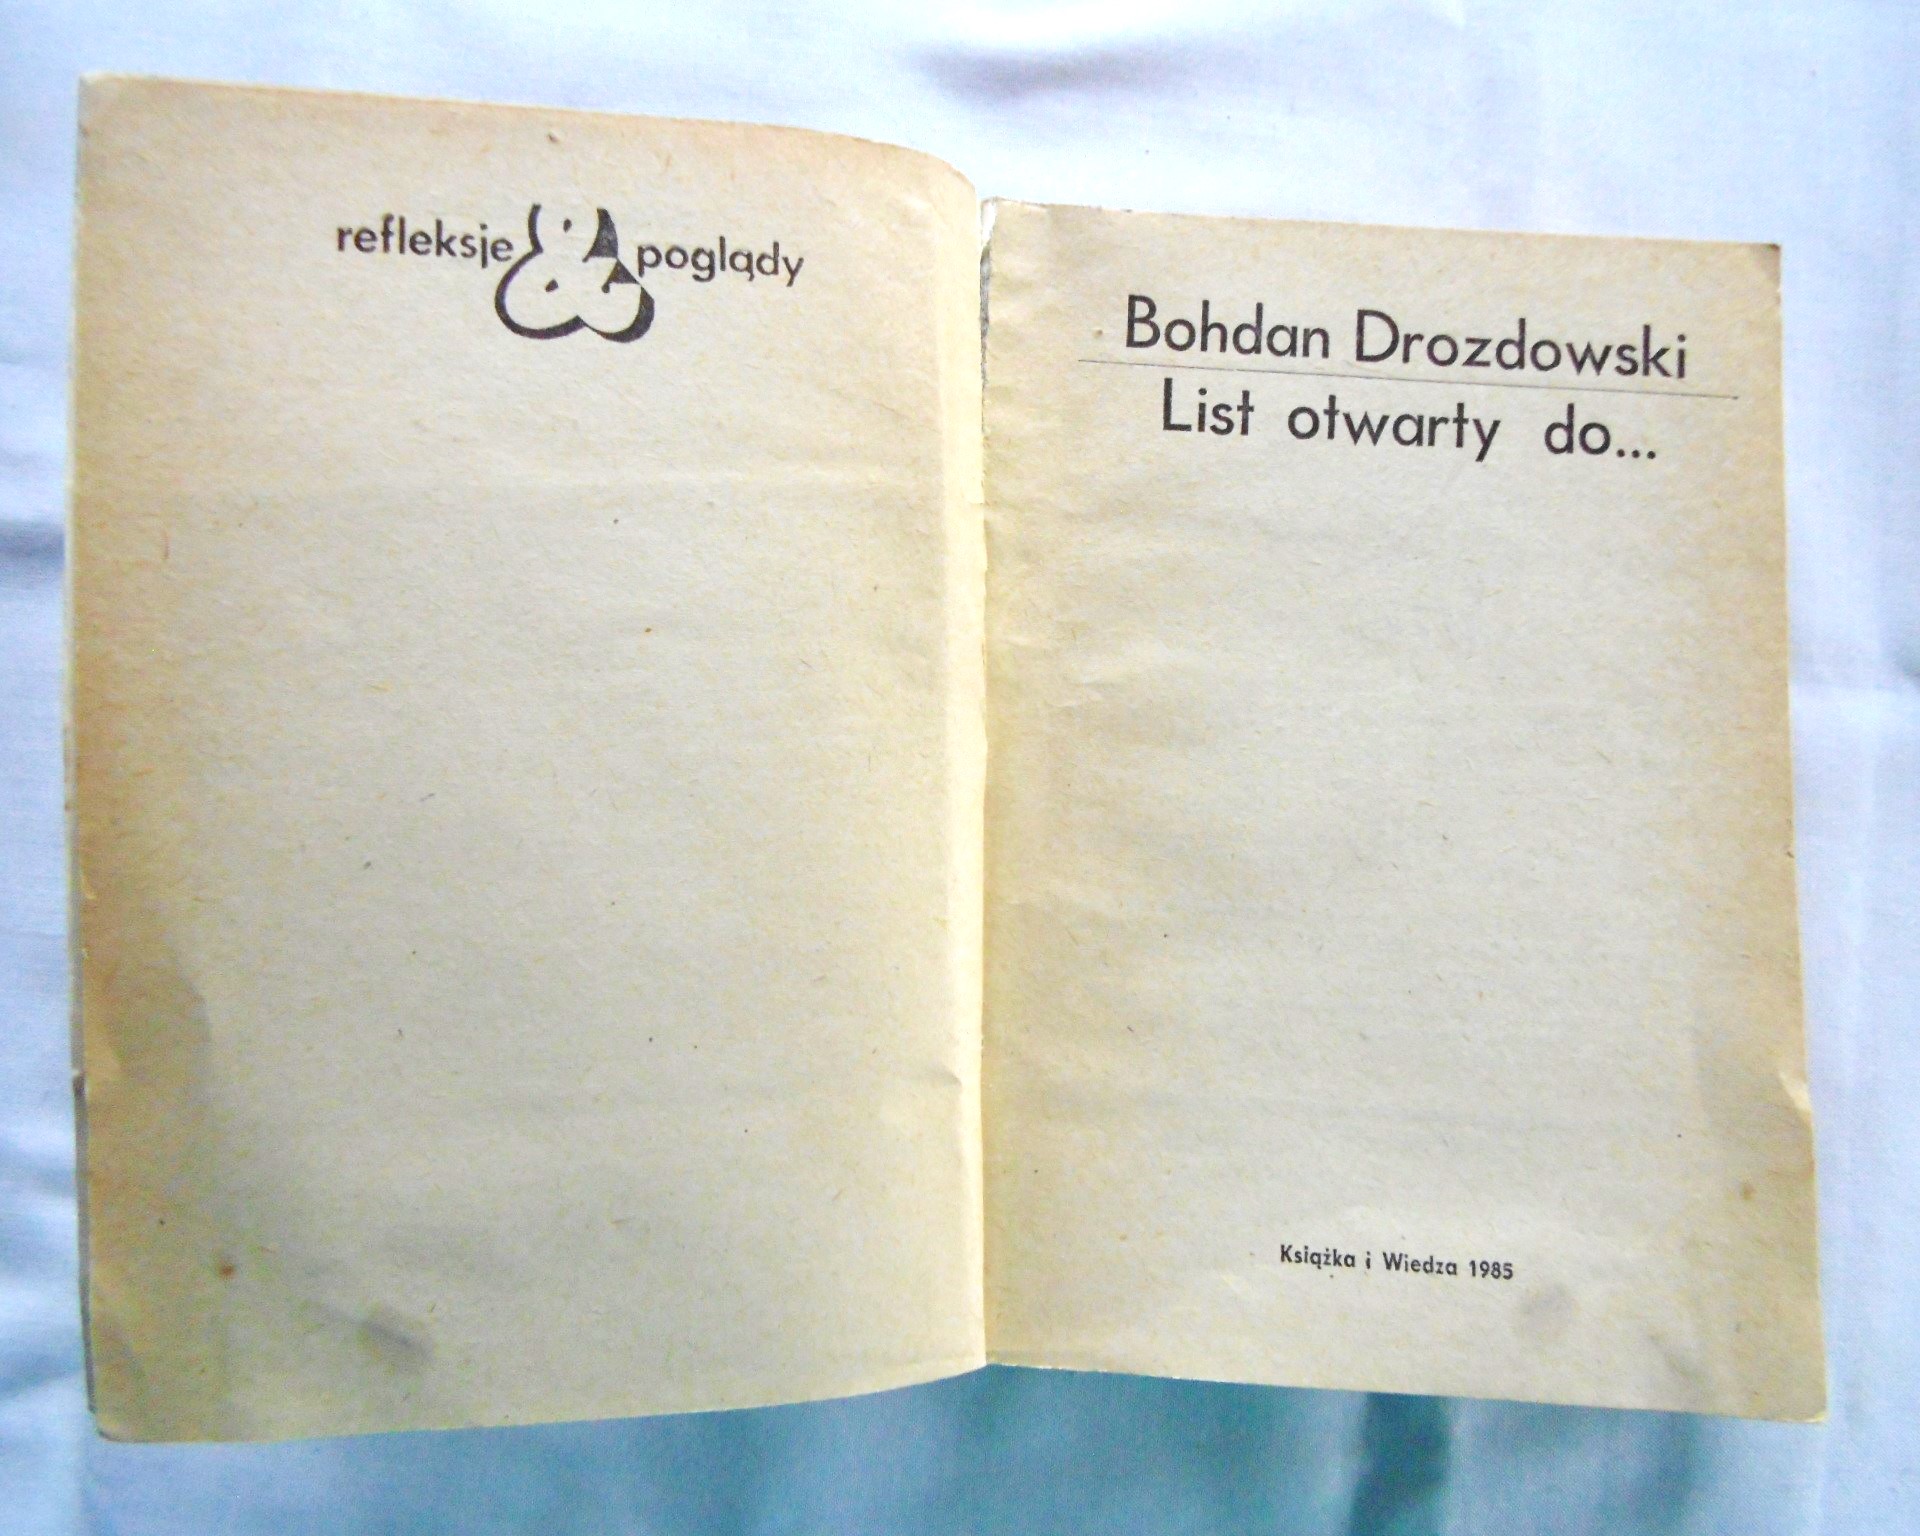 refleksje poglądy
Bohdan Drozdowski
List otwarty do...
Książka i Wiedza 1985